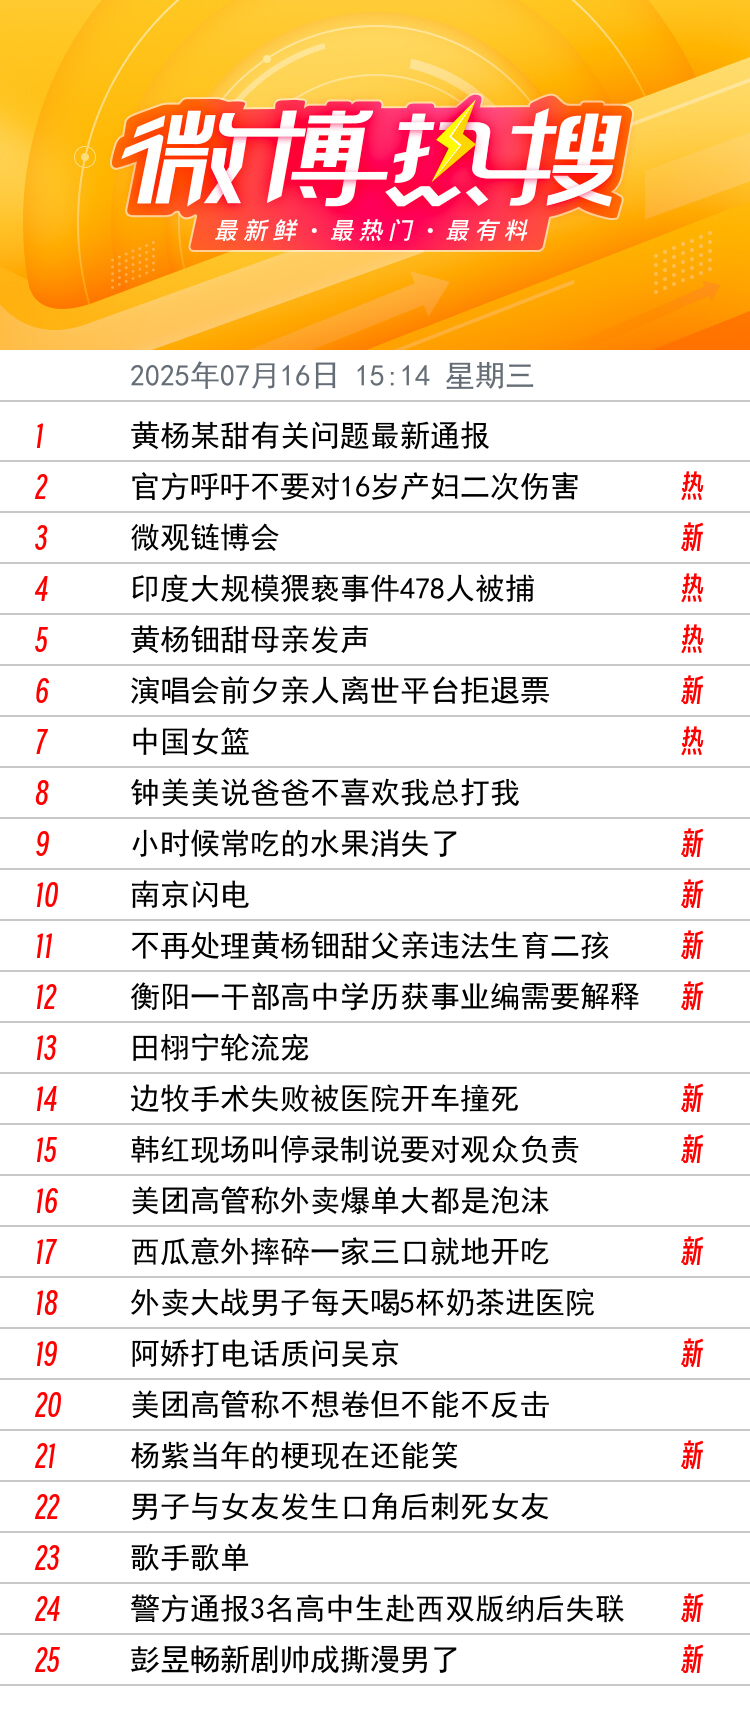 微博热搜
最新鲜·最热门·最有料
2025年07月16日 15:14 星期三
1 黄杨某甜有关问题最新通报
2 官方呼吁不要对16岁产妇二次伤害 热
3 微观链博会 新
4 印度大规模猥亵事件478人被捕 热
5 黄杨钿甜母亲发声 热
6 演唱会前夕亲人离世平台拒退票 新
7 中国女篮 热
8 钟美美说爸爸不喜欢我总打我
9 小时候常吃的水果消失了 新
10 南京闪电 新
11 不再处理黄杨钿甜父亲违法生育二孩 新
12 衡阳一干部高中学历获事业编需要解释 新
13 田栩宁轮流宠
14 边牧手术失败被医院开车撞死 新
15 韩红现场叫停录制说要对观众负责 新
16 美团高管称外卖爆单大都是泡沫
17 西瓜意外摔碎一家三口就地开吃 新
18 外卖大战男子每天喝5杯奶茶进医院
19 阿娇打电话质问吴京 新
20 美团高管称不想卷但不能不反击
21 杨紫当年的梗现在还能笑 新
22 男子与女友发生口角后刺死女友
23 歌手歌单
24 警方通报3名高中生赴西双版纳后失联 新
25 彭昱畅新剧帅成撕漫男了 新